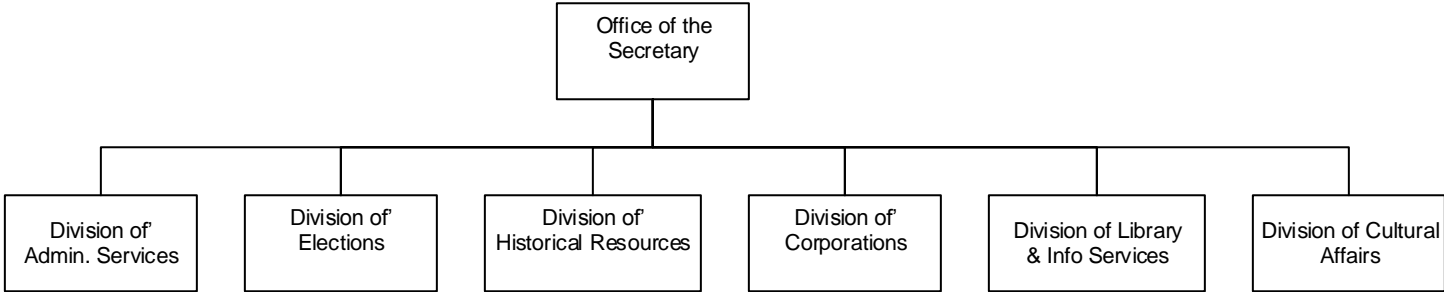 Office of the
Secretary
Division of’
Admin. Services
Division of’
Elections
Division of’
Historical Resources
Division of’
Corporations
Division of Library
& Info Services
Division of Cultural
Affairs